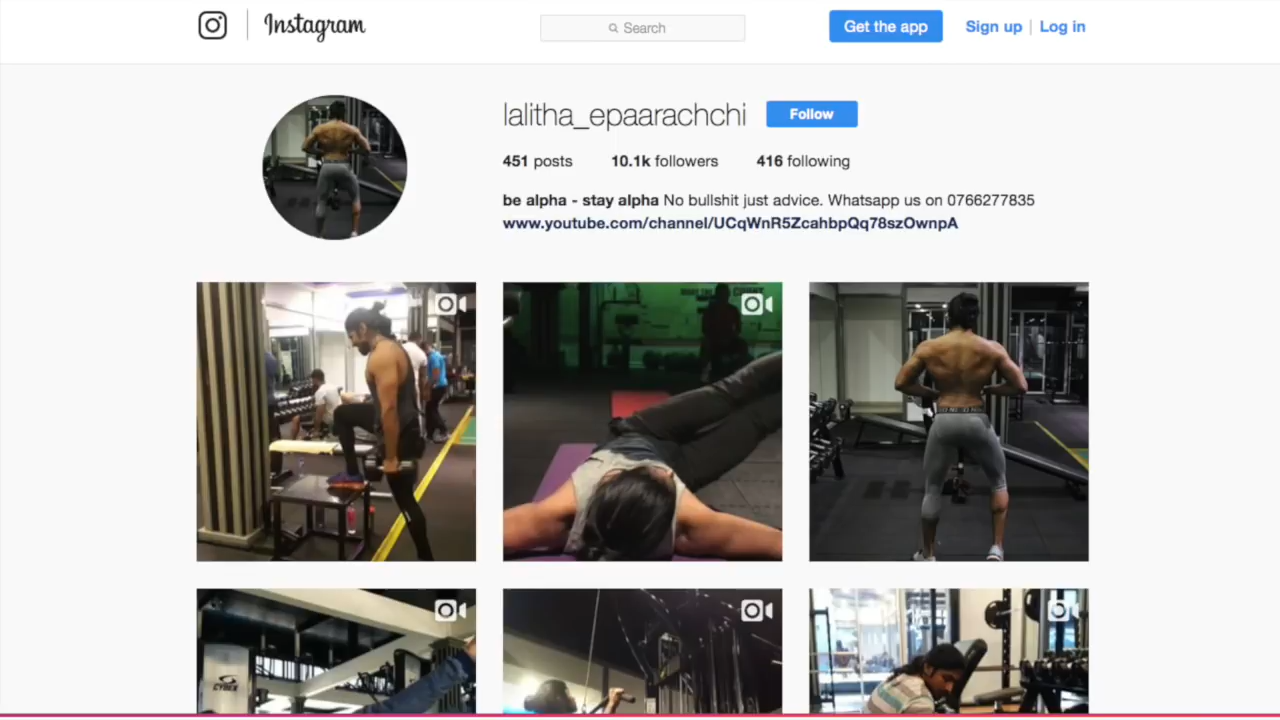 Instagram
Search
Get the app
Sign up | Log in
lalitha_epaarachchi Follow
451 posts 10.1k followers 416 following
be alpha - stay alpha No bullshit just advice. Whatsapp us on 0766277835
www.youtube.com/channel/UCqWnR5ZcahbpQq78szOwnpA
CYBEX